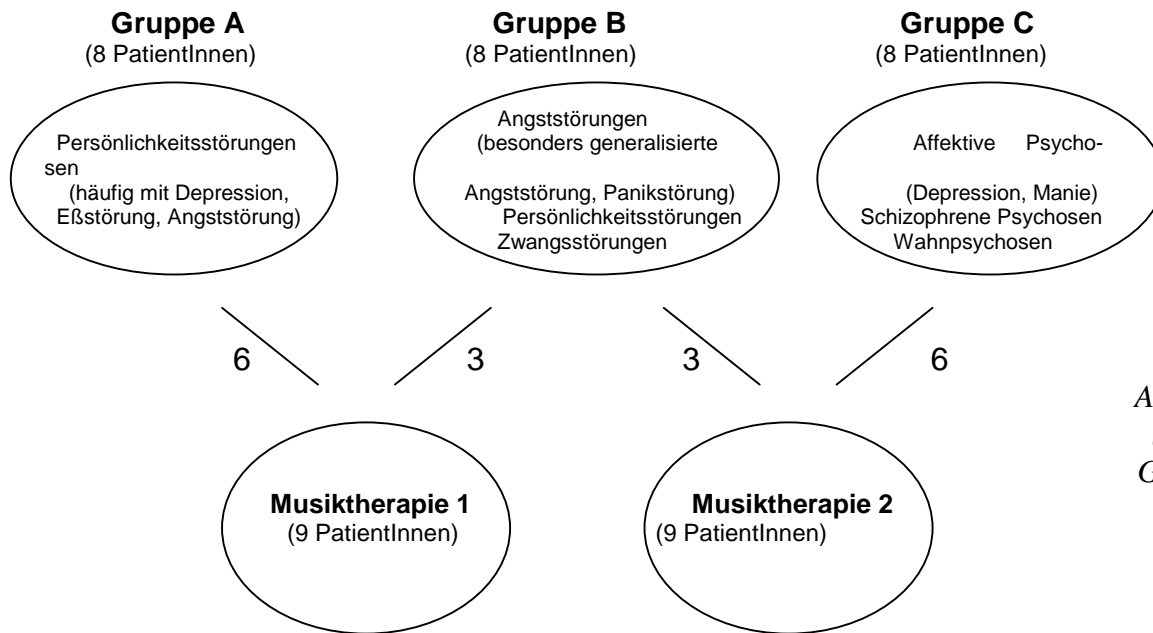 Gruppe A
(8 PatientInnen)
Gruppe B
(8 PatientInnen)
Gruppe C
(8 PatientInnen)
Persönlichkeitsstörungen
sen
(häufig mit Depression,
Eßstörung, Angststörung)
Angststörungen
(besonders generalisierte
Angststörung, Panikstörung)
Persönlichkeitsstörungen
Zwangsstörungen
Affektive Psycho-
(Depression, Manie)
Schizophrene Psychosen
Wahnpsychosen
6
3
3
6
A
G
Musiktherapie 1
(9 PatientInnen)
Musiktherapie 2
(9 PatientInnen)